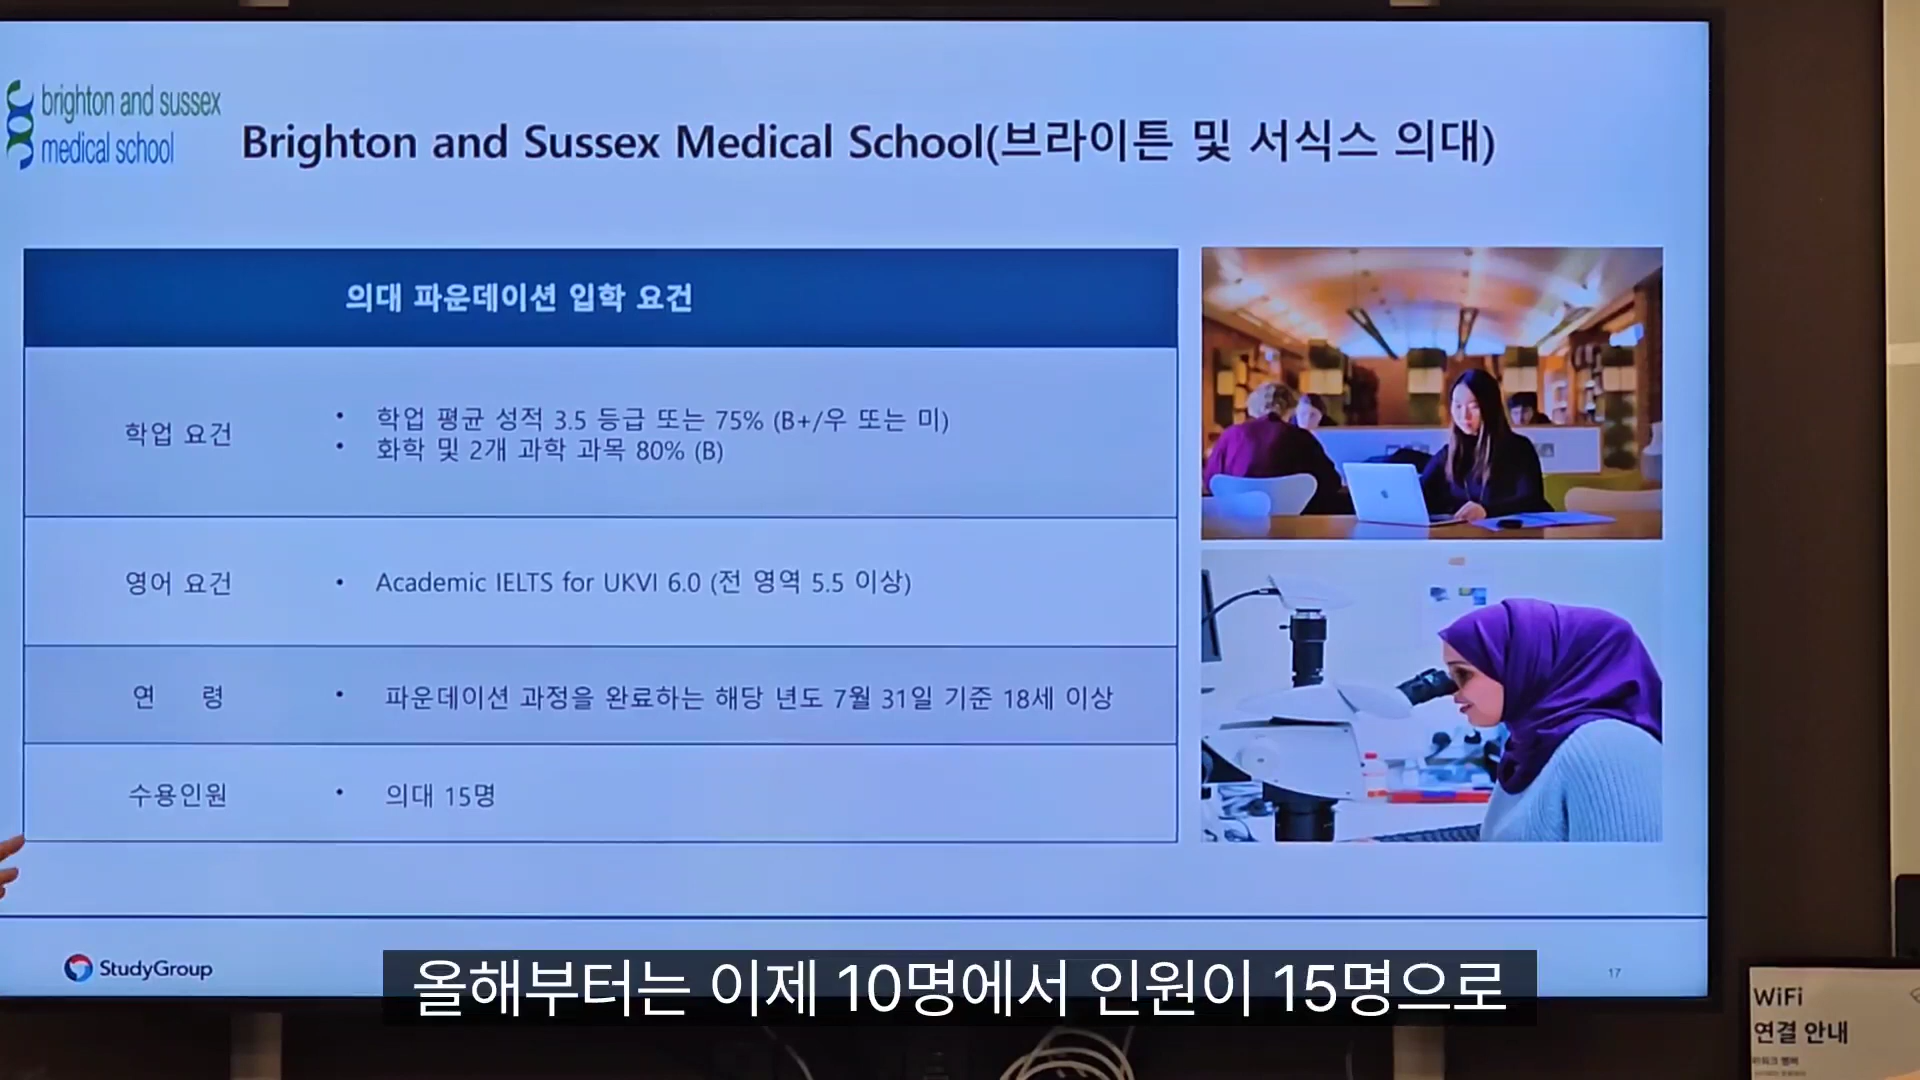 brighton and sussex
medical school
Brighton and Sussex Medical School(브라이튼 및 서식스 의대)
의대 파운데이션 입학 요건
학업 요건
• 학업 평균 성적 3.5 등급 또는 75% (B+/우 또는 미)
• 화학 및 2개 과학 과목 80% (B)
영어 요건
• Academic IELTS for UKVI 6.0 (전 영역 5.5 이상)
연 령
• 파운데이션 과정을 완료하는 해당 년도 7월 31일 기준 18세 이상
수용인원
• 의대 15명
StudyGroup
17
올해부터는 이제 10명에서 인원이 15명으로
WiFi
연결 안내